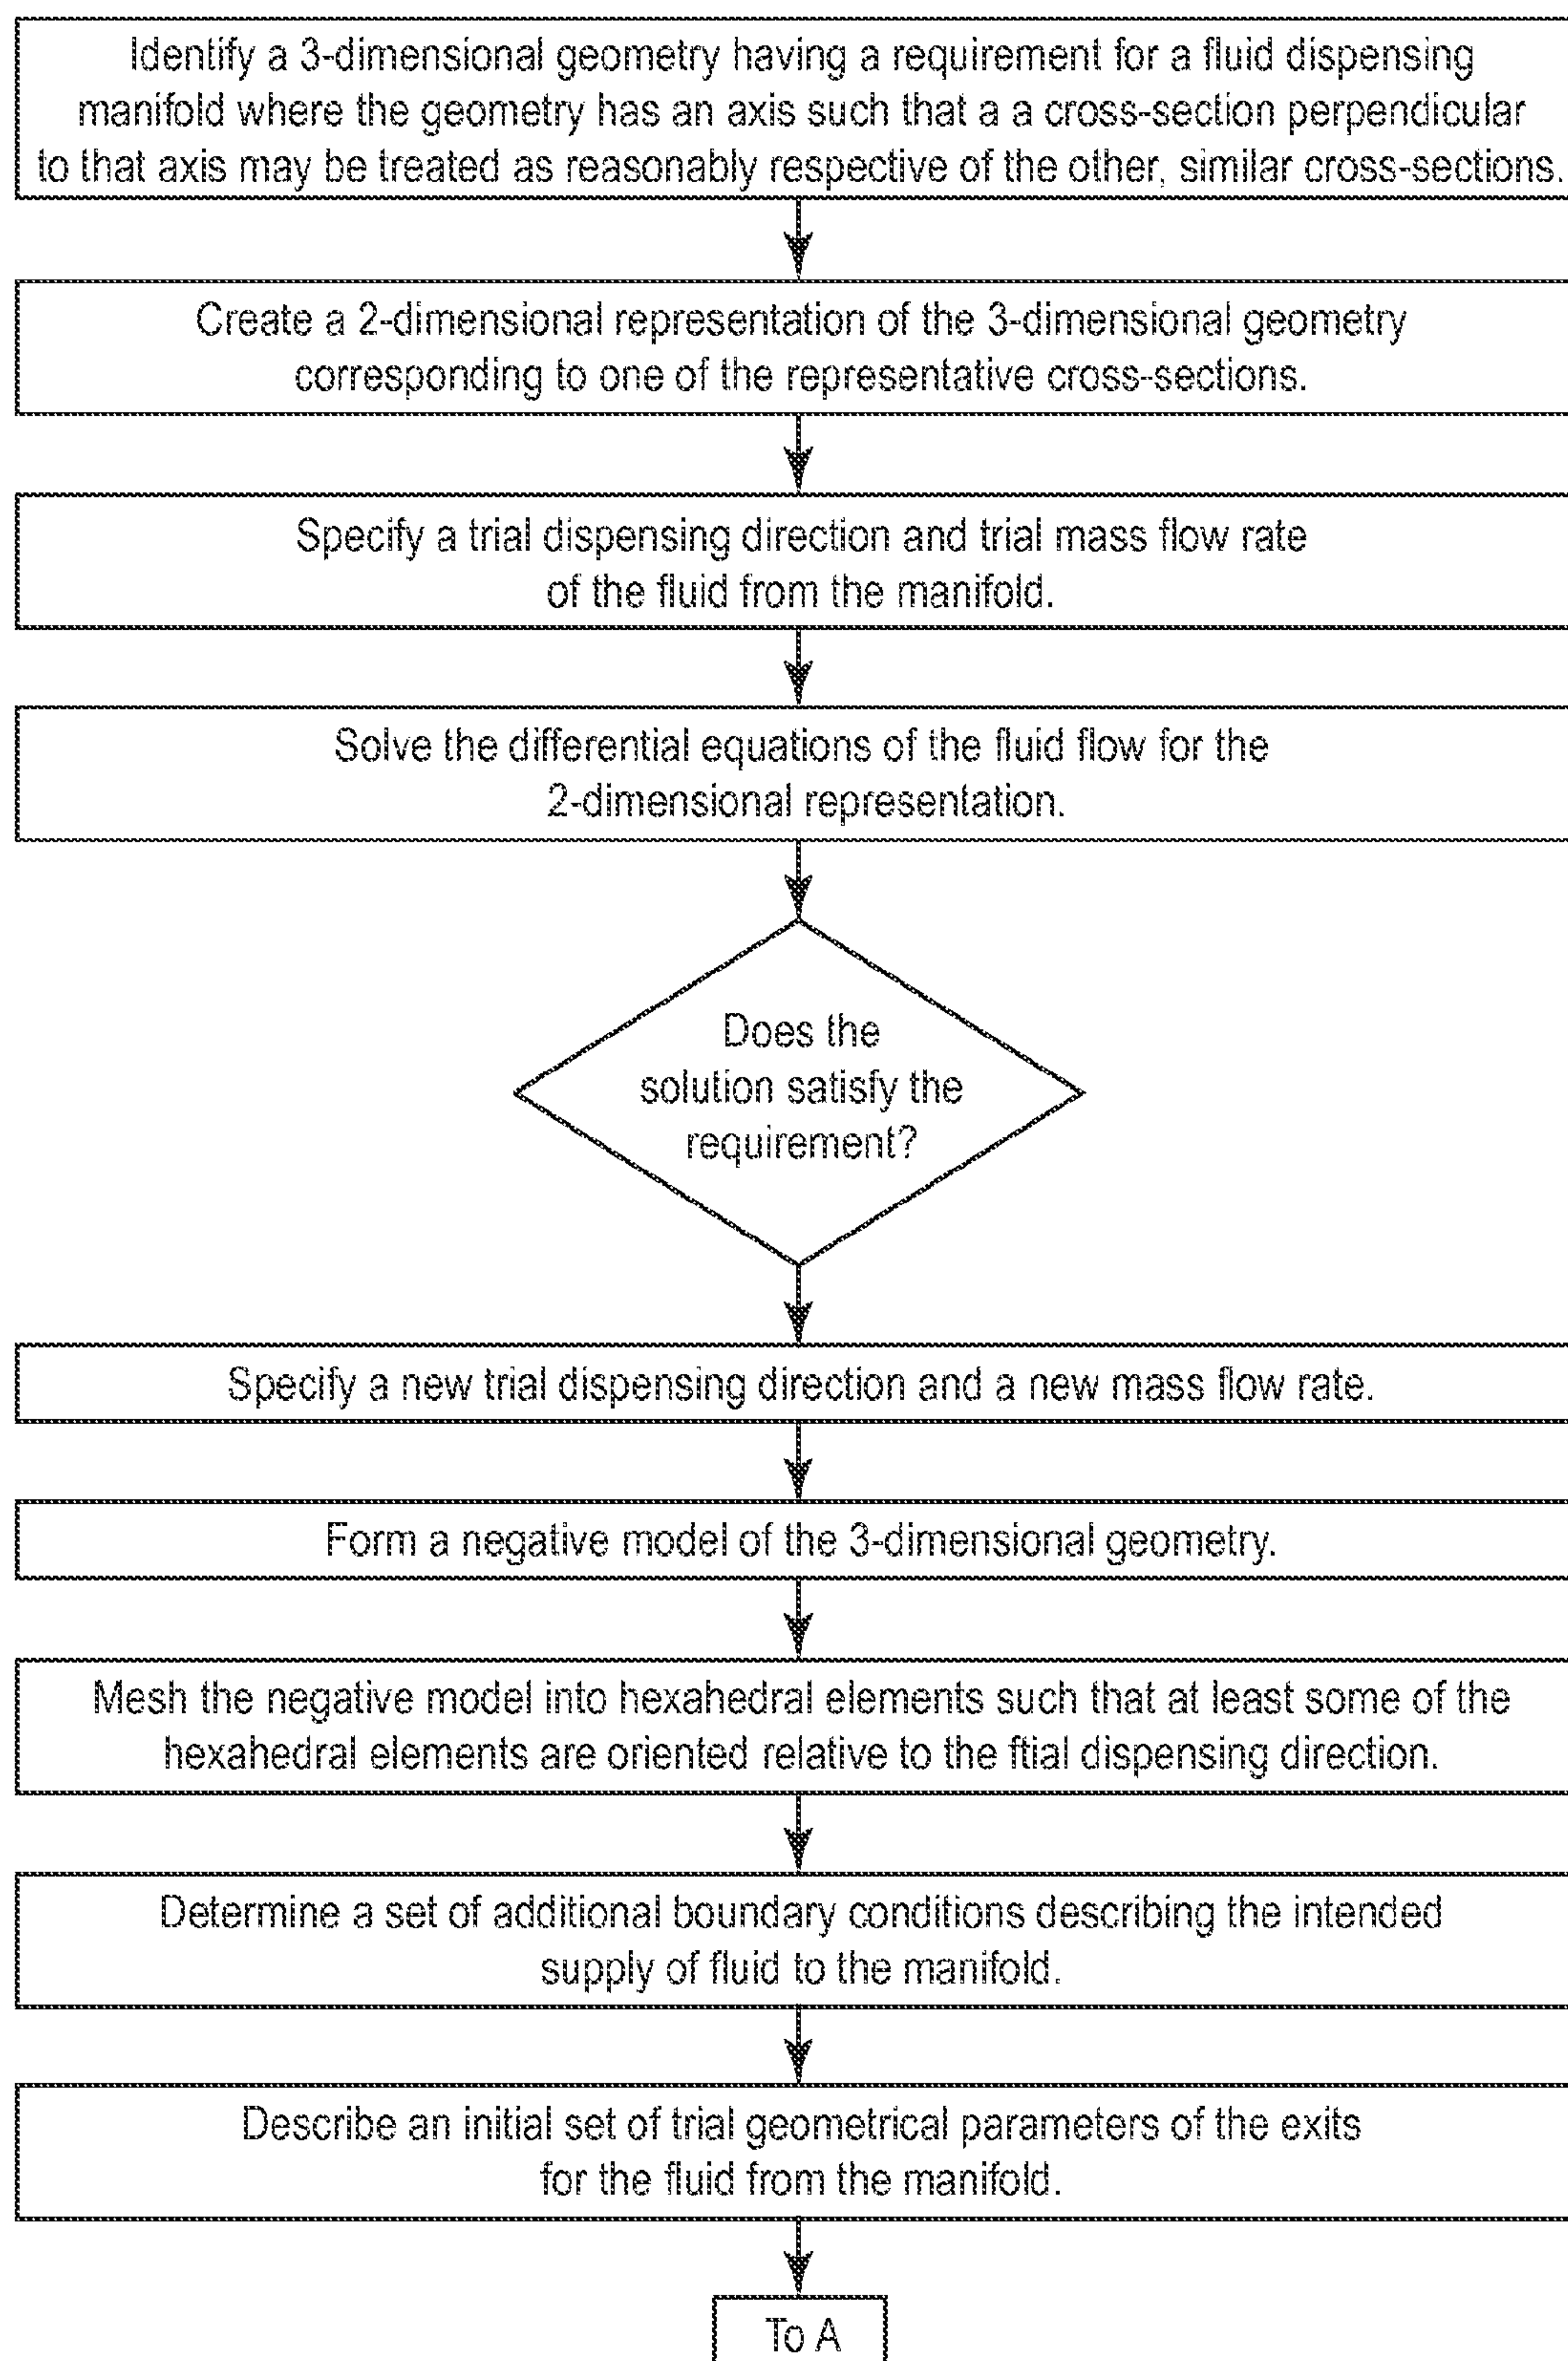 Identify a 3-dimensional geometry having a requirement for a fluid dispensing
manifold where the geometry has an axis such that a a cross-section perpendicular
to that axis may be treated as reasonably respective of the other, similar cross-sections.
Create a 2-dimensional representation of the 3-dimensional geometry
corresponding to one of the representative cross-sections.
Specify a trial dispensing direction and trial mass flow rate
of the fluid from the manifold.
Solve the differential equations of the fluid flow for the
2-dimensional representation.
Does the
solution satisfy the
requirement?
Specify a new trial dispensing direction and a new mass flow rate.
Form a negative model of the 3-dimensional geometry.
Mesh the negative model into hexahedral elements such that at least some of the
hexahedral elements are oriented relative to the ftial dispensing direction.
Determine a set of additional boundary conditions describing the intended
supply of fluid to the manifold.
Describe an initial set of trial geometrical parameters of the exits
for the fluid from the manifold.
To A